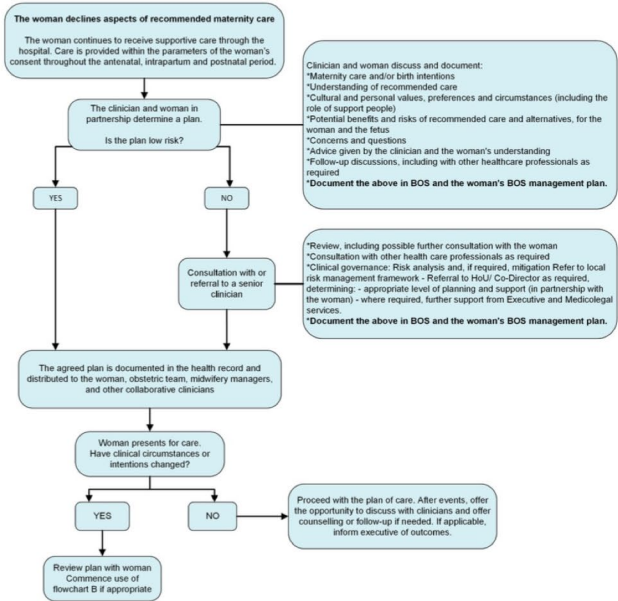 The woman declines aspects of recommended maternity care
The woman continues to receive supportive care through the
hospital. Care is provided within the parameters of the woman's
consent throughout the antenatal, intrapartum and postnatal period.
The clinician and woman in
partnership determine a plan.
Is the plan low risk?
Clinician and woman discuss and document:
*Maternity care and/or birth intentions
*Understanding of recommended care
*Cultural and personal values, preferences and circumstances (including the
role of support people)
*Potential benefits and risks of recommended care and alternatives, for the
woman and the fetus
*Concerns and questions
*Advice given by the clinician and the woman's understanding
*Follow-up discussions, including with other healthcare professionals as
required
*Document the above in BOS and the woman's BOS management plan.
YES
NO
Consultation with or
referral to a senior
clinician
*Review, including possible further consultation with the woman
*Consultation with other health care professionals as required
*Clinical governance: Risk analysis and, if required, mitigation Refer to local
risk management framework - Referral to HoU/ Co-Director as required,
determining: - appropriate level of planning and support (in partnership with
the woman) - where required, further support from Executive and Medicolegal
services.
*Document the above in BOS and the woman's BOS management plan.
The agreed plan is documented in the health record and
distributed to the woman, obstetric team, midwifery managers,
and other collaborative clinicians
Woman presents for care.
Have clinical circumstances or
intentions changed?
YES
NO
Proceed with the plan of care. After events, offer
the opportunity to discuss with clinicians and offer
counselling or follow-up if needed. If applicable,
inform executive of outcomes.
Review plan with woman
Commence use of
flowchart B if appropriate